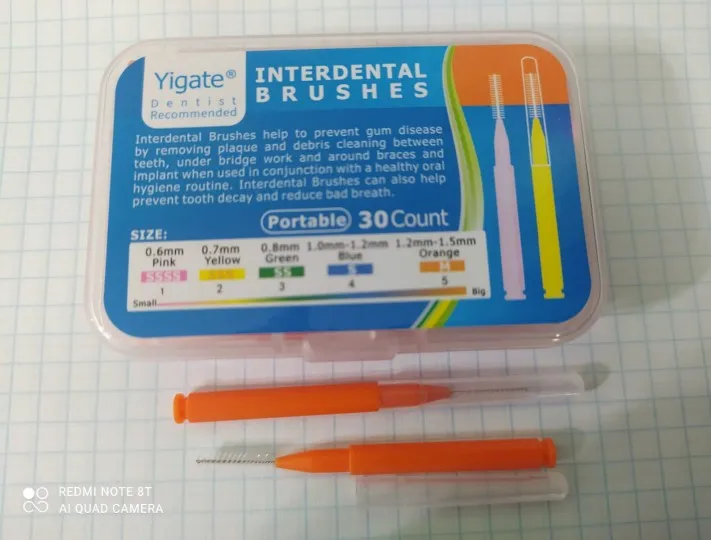 Yigate®
Dentist
Recommended
INTERDENTAL
BRUSHES
Interdental Brushes help to prevent gum disease
by removing plaque and debris cleaning between
teeth, under bridge work and around braces and
implant when used in conjunction with a healthy oral
hygiene routine. Interdental Brushes can also help
prevent tooth decay and reduce bad breath.
Portable 30 Count
SIZE:
0.6mm 0.7mm 0.8mm 1.0mm-1.2mm 1.2mm-1.5mm
Pink Yellow Green Blue Orange
SSSS SSS SS S M
1 2 3 4 5
Small Big
REDMI NOTE 8T
AI QUAD CAMERA